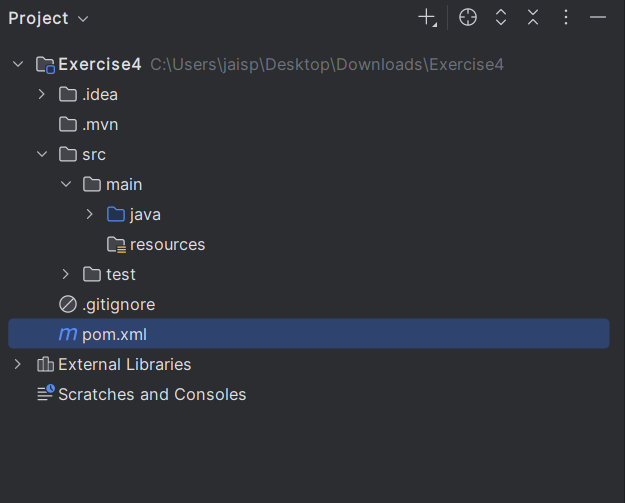 Project
Exercise4 C:\Users\jaisp\Desktop\Downloads\Exercise4
.idea
.mvn
src
main
java
resources
test
.gitignore
pom.xml
External Libraries
Scratches and Consoles